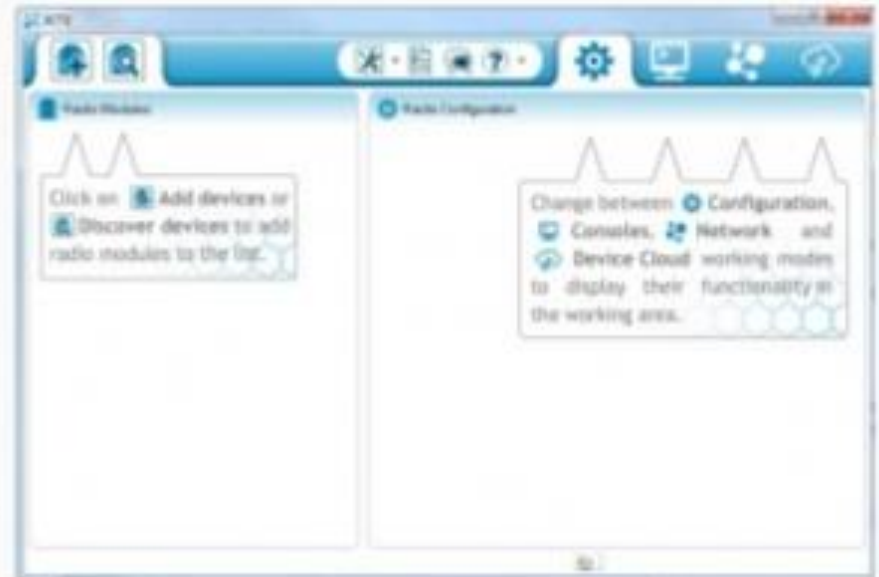 XCTU
Radio Modules
Radio Configuration
Click on Add devices or
Discover devices to add
radio modules to the list.
Change between Configuration,
Consoles, Network and
Device Cloud working modes
to display their functionality in
the working area.